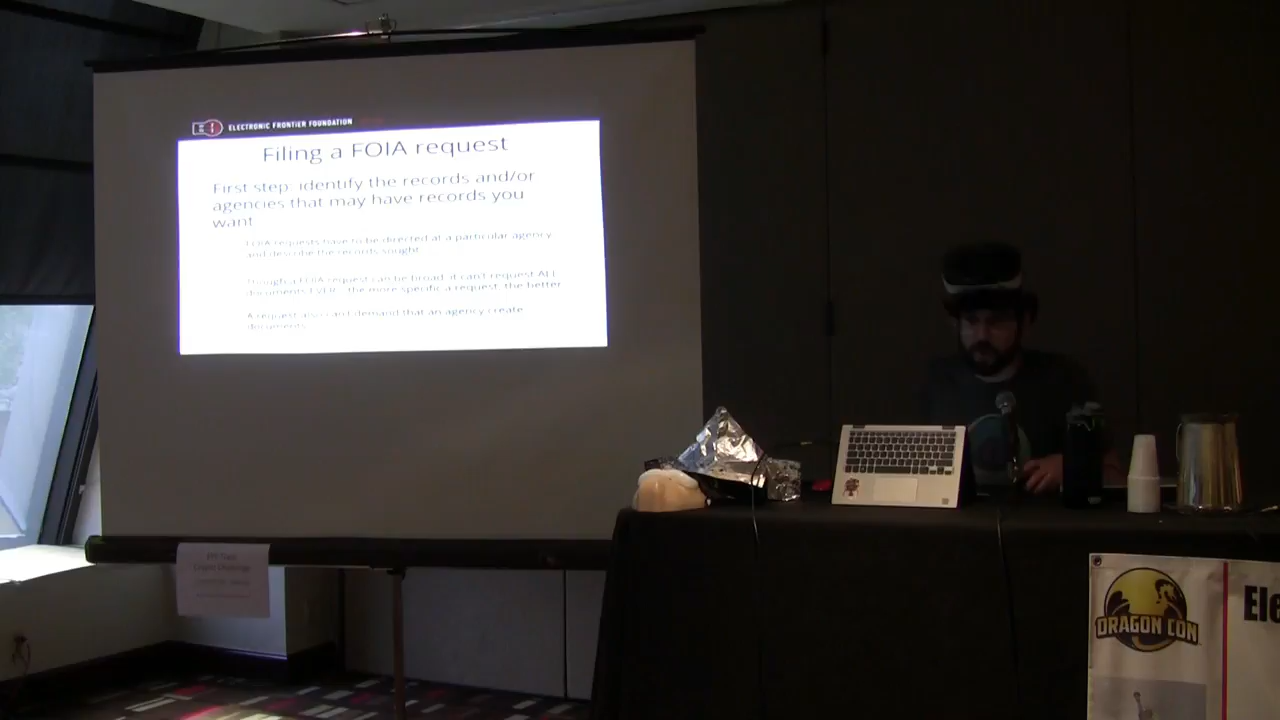 ELECTRONIC FRONTIER FOUNDATION
Filing a FOIA request
First step: identify the records and/or
agencies that may have records you
want
FOIA requests have to be directed at a particular agency
and describe the records sought
Though a FOIA request can be broad, it can't request ALL
documents EVER - the more specific a request, the better
A request also can't demand that an agency create
documents
DRAGON CON
Ele